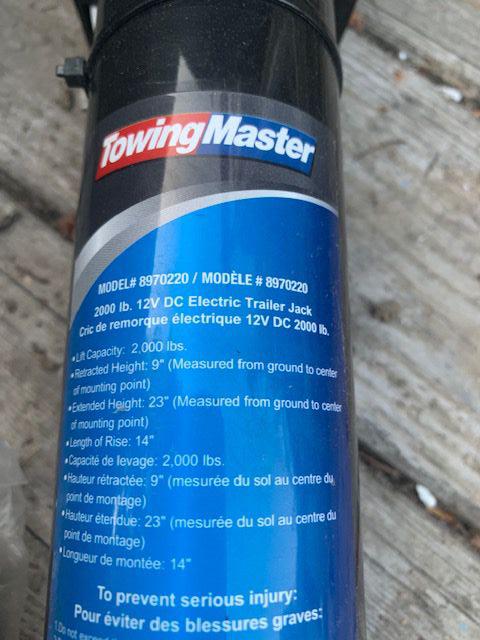 TowingMaster
MODEL# 8970220 / MODÈLE # 8970220
2000 lb. 12V DC Electric Trailer Jack
Cric de remorque électrique 12V DC 2000 lb.
•Lift Capacity: 2,000 lbs.
•Retracted Height: 9" (Measured from ground to center
of mounting point)
•Extended Height: 23" (Measured from ground to center
of mounting point)
•Length of Rise: 14"
•Capacité de levage: 2,000 lbs.
•Hauteur rétractée: 9" (mesurée du sol au centre du
point de montage)
•Hauteur étendue: 23" (mesurée du sol au centre du
point de montage)
•Longueur de montée: 14"
To prevent serious injury:
Pour éviter des blessures graves:
1.Do not exceed